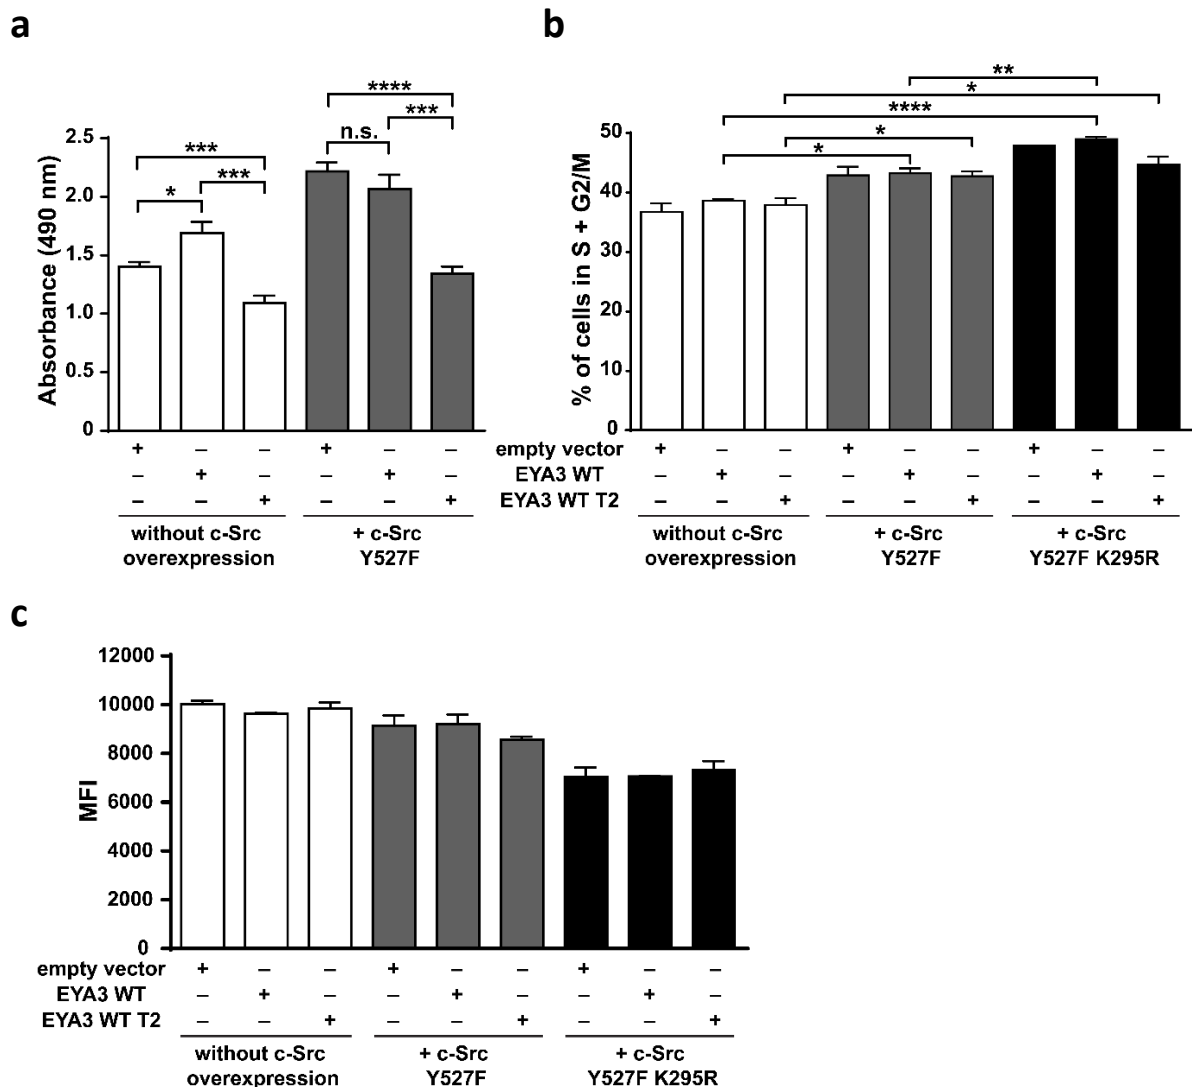 a
Absorbance (490 nm)
2.5
2.0
1.5
1.0
0.5
0
***
*
***
****
n.s.
***
empty vector + – – + – –
EYA3 WT – + – – + –
EYA3 WT T2 – – + – – +
without c-Src
overexpression
+ c-Src
Y527F
b
% of cells in S + G2/M
50
40
30
20
10
0
**
*
****
*
*
+ – – + – – + – –
– + – – + – – + –
– – + – – + – – +
without c-Src
overexpression
+ c-Src
Y527F
+ c-Src
Y527F K295R
c
MFI
12000
10000
8000
6000
4000
2000
0
empty vector + – – + – – + – –
EYA3 WT – + – – + – – + –
EYA3 WT T2 – – + – – + – – +
without c-Src
overexpression
+ c-Src
Y527F
+ c-Src
Y527F K295R